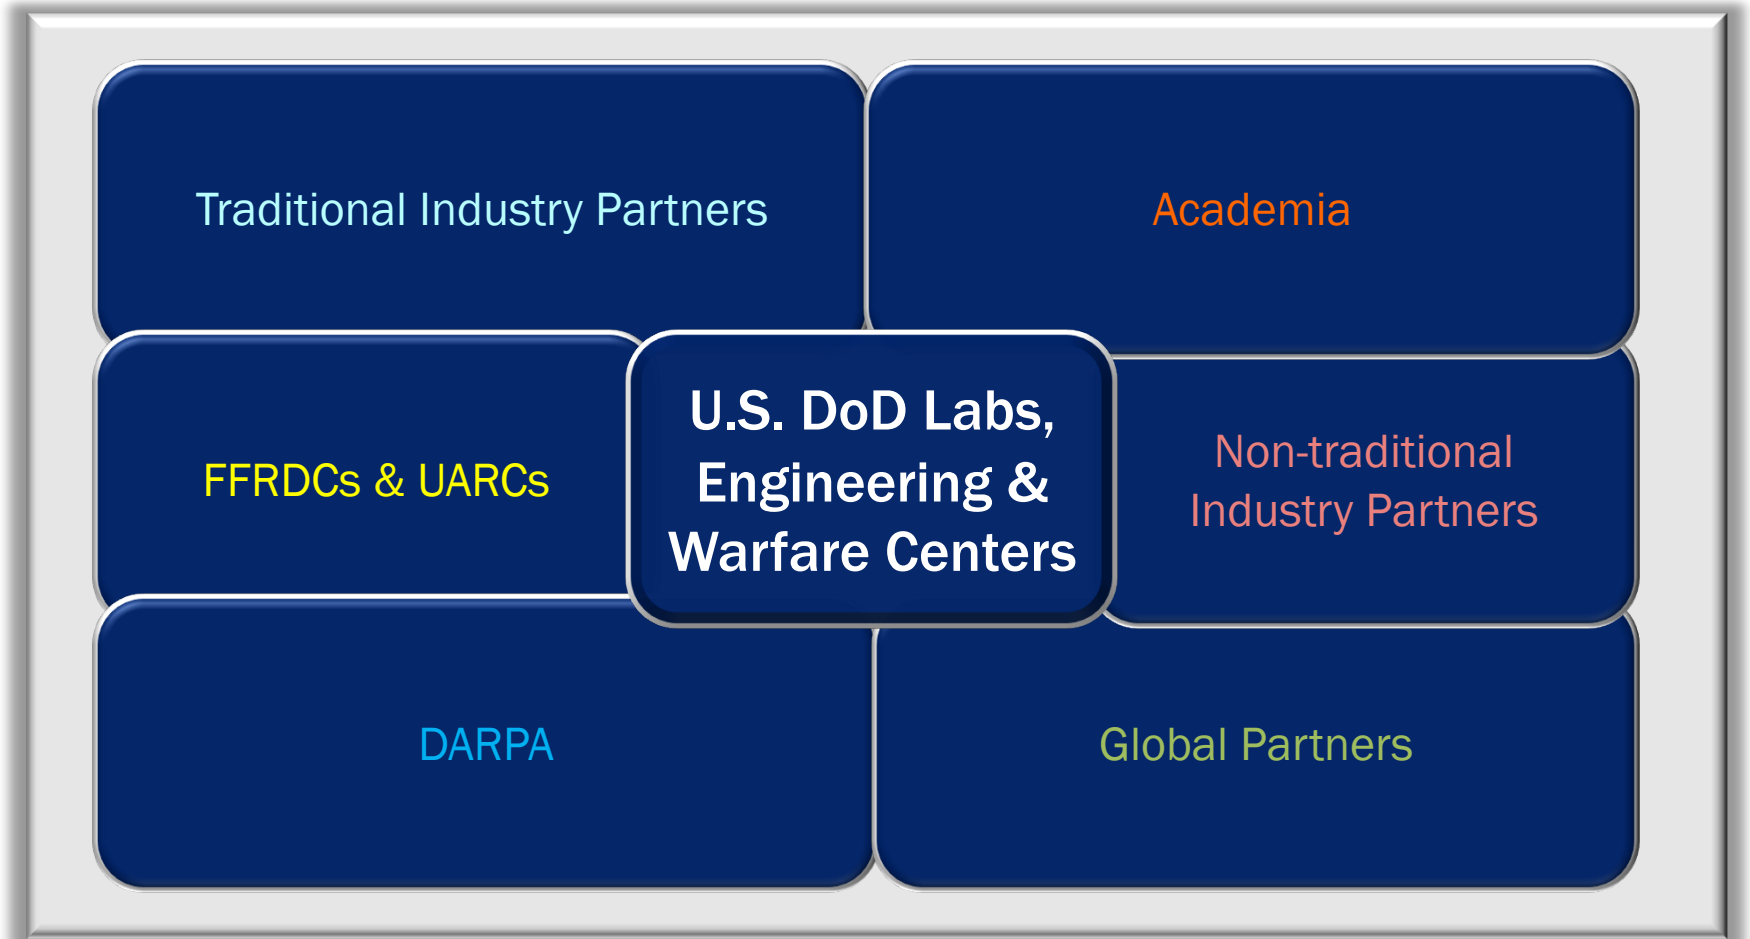 Traditional Industry Partners
Academia
FFRDCs & UARCs
U.S. DoD Labs,
Engineering &
Warfare Centers
Non-traditional
Industry Partners
DARPA
Global Partners